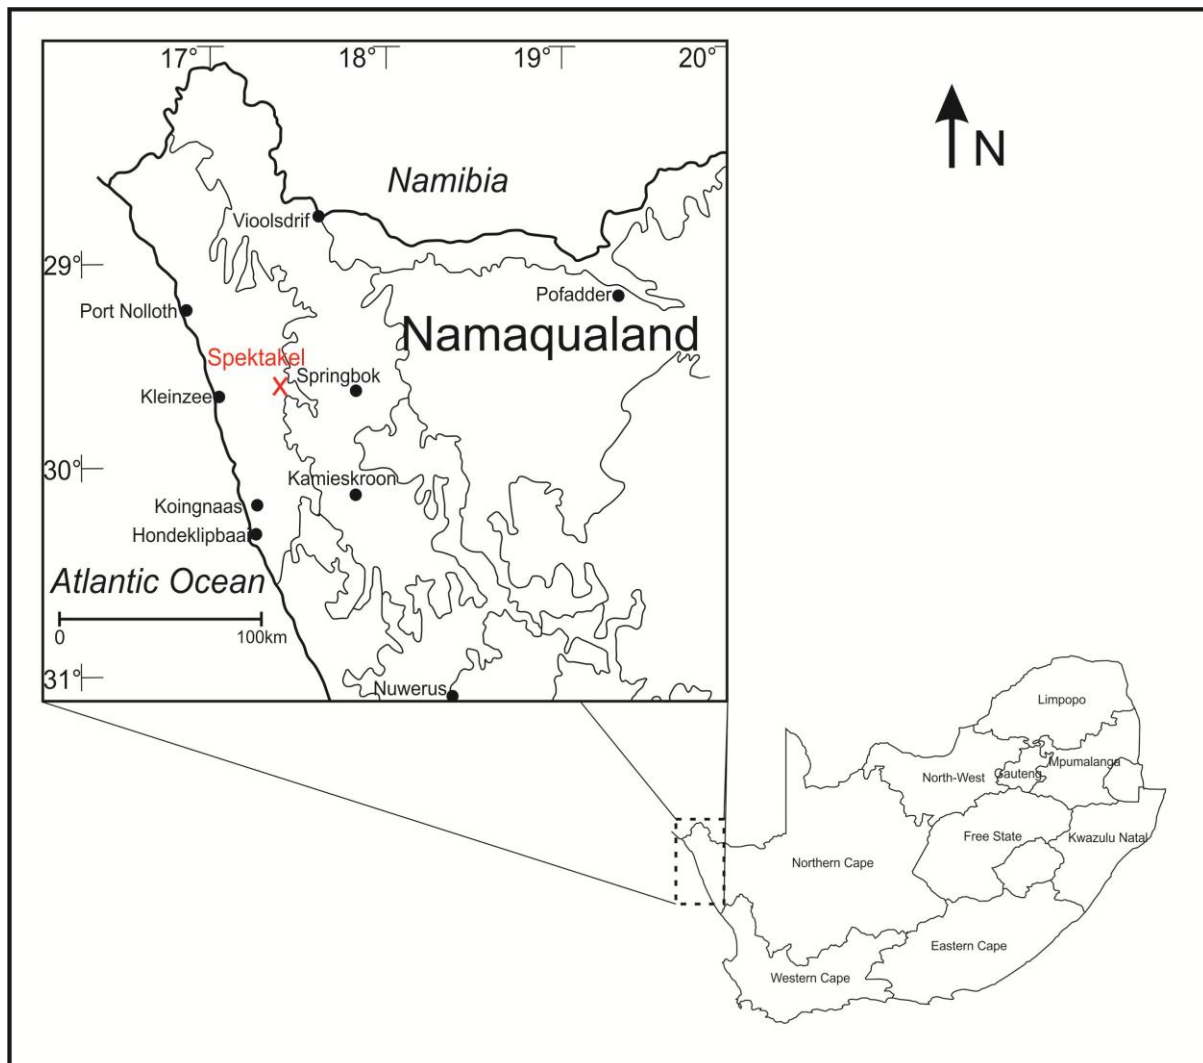 17°
18°
19°
20°
N
Namibia
Vioolsdrif
29°
Pofadder
Port Nolloth
Namaqualand
Spektakel
X
Springbok
Kleinzee
30°
Kamieskroon
Koingnaas
Hondeklipbaai
Atlantic Ocean
0
100km
31°
Nuwerus
Limpopo
Mpumalanga
North-West
Gauteng
Free State
Kwazulu Natal
Northern Cape
Eastern Cape
Western Cape